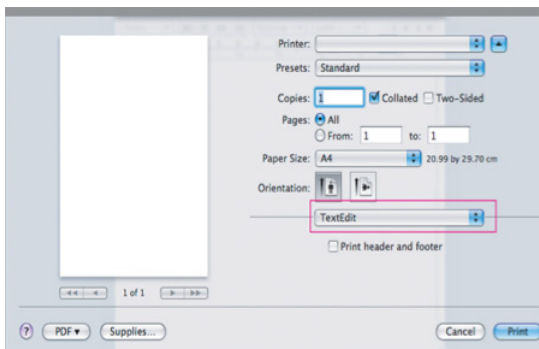 Printer:
Presets: Standard
Copies: 1 Collated Two-Sided
Pages: All
From: 1 to: 1
Paper Size: A4 20.99 by 29.70 cm
Orientation:
TextEdit
Print header and footer
1 of 1
? PDF ▾ Supplies... Cancel Print